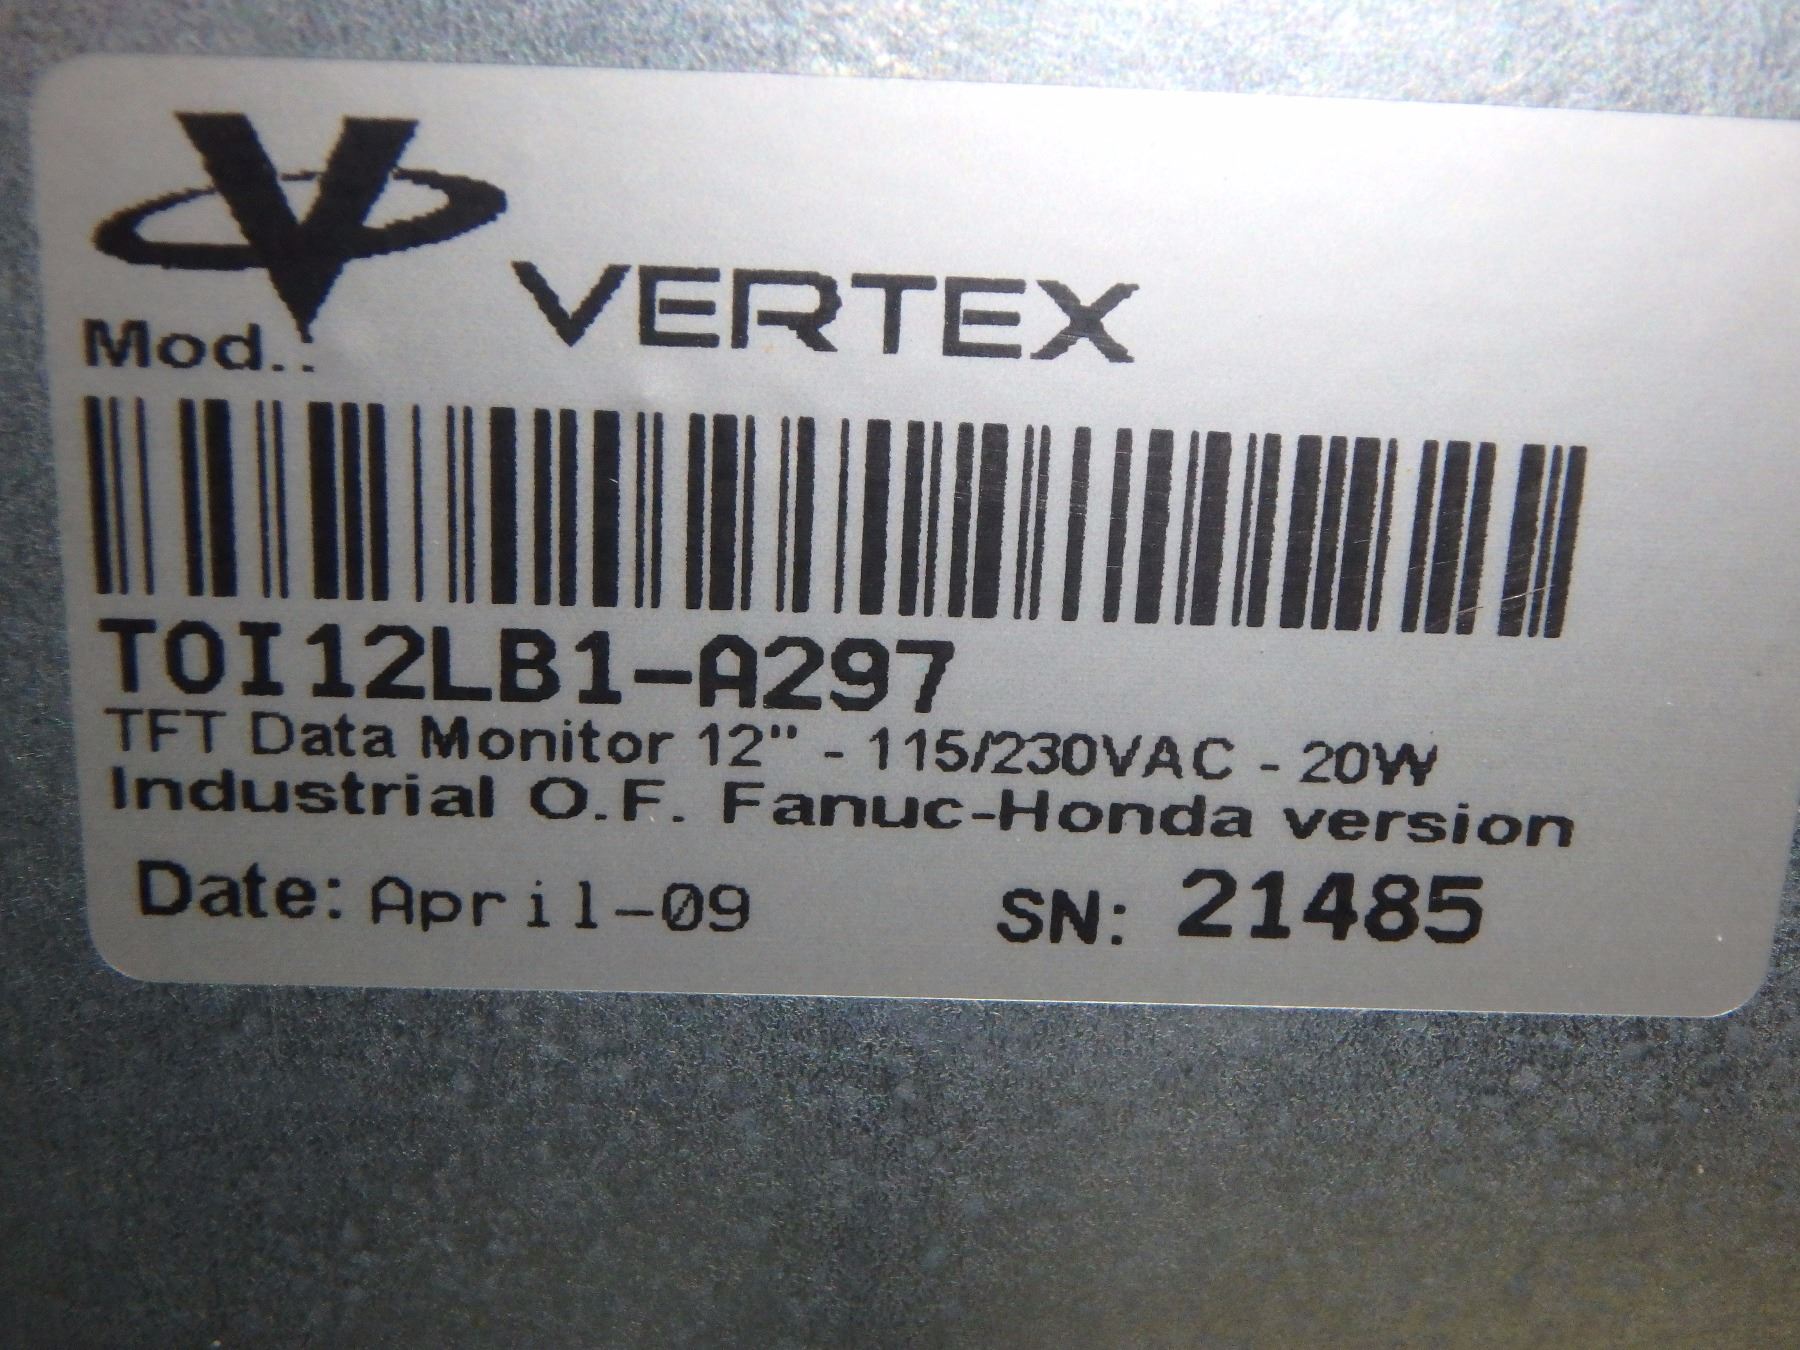 VERTEX
Mod.:
TOI12LB1-A297
TFT Data Monitor 12" - 115/230VAC - 20W
Industrial O.F. Fanuc-Honda version
Date: April-09 SN: 21485